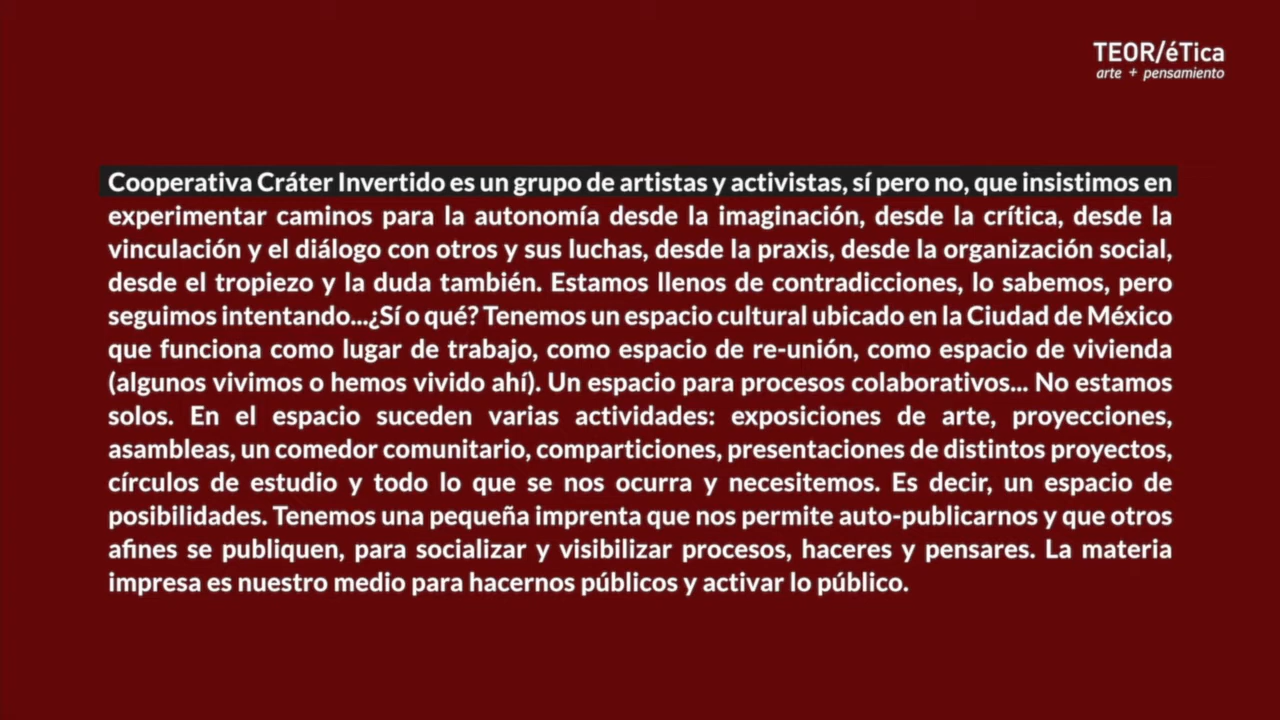 TEOR/éTica
arte + pensamiento
Cooperativa Cráter Invertido es un grupo de artistas y activistas, sí pero no, que insistimos en
experimentar caminos para la autonomía desde la imaginación, desde la crítica, desde la
vinculación y el diálogo con otros y sus luchas, desde la praxis, desde la organización social,
desde el tropiezo y la duda también. Estamos llenos de contradicciones, lo sabemos, pero
seguimos intentando...¿Sí o qué? Tenemos un espacio cultural ubicado en la Ciudad de México
que funciona como lugar de trabajo, como espacio de re-unión, como espacio de vivienda
(algunos vivimos o hemos vivido ahí). Un espacio para procesos colaborativos... No estamos
solos. En el espacio suceden varias actividades: exposiciones de arte, proyecciones,
asambleas, un comedor comunitario, comparticiones, presentaciones de distintos proyectos,
círculos de estudio y todo lo que se nos ocurra y necesitemos. Es decir, un espacio de
posibilidades. Tenemos una pequeña imprenta que nos permite auto-publicarnos y que otros
afines se publiquen, para socializar y visibilizar procesos, haceres y pensares. La materia
impresa es nuestro medio para hacernos públicos y activar lo público.